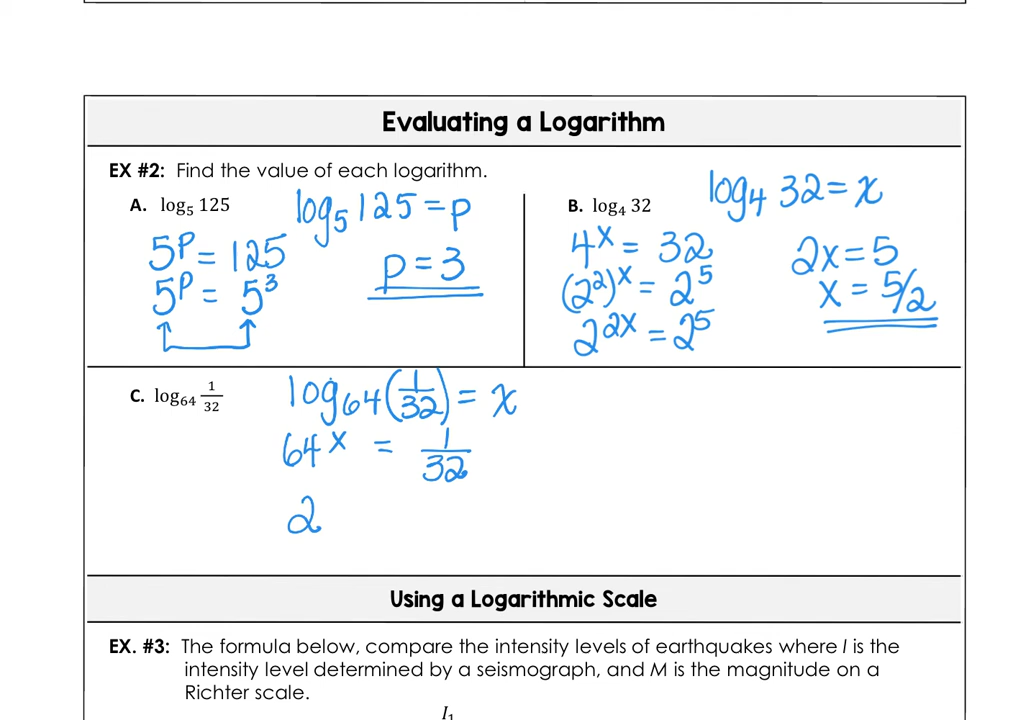 Evaluating a Logarithm
EX #2: Find the value of each logarithm.
A. log₅ 125
log₅ 125 = p
5ᵖ = 125
5ᵖ = 5³
p = 3
B. log₄ 32
log₄ 32 = x
4ˣ = 32
(2²)ˣ = 2⁵
2²ˣ = 2⁵
2x = 5
x = 5/2
C. log₆₄ 1/32
log₆₄ (1/32) = x
64ˣ = 1/32
2
Using a Logarithmic Scale
EX. #3: The formula below, compare the intensity levels of earthquakes where I is the
intensity level determined by a seismograph, and M is the magnitude on a
Richter scale.
I₁